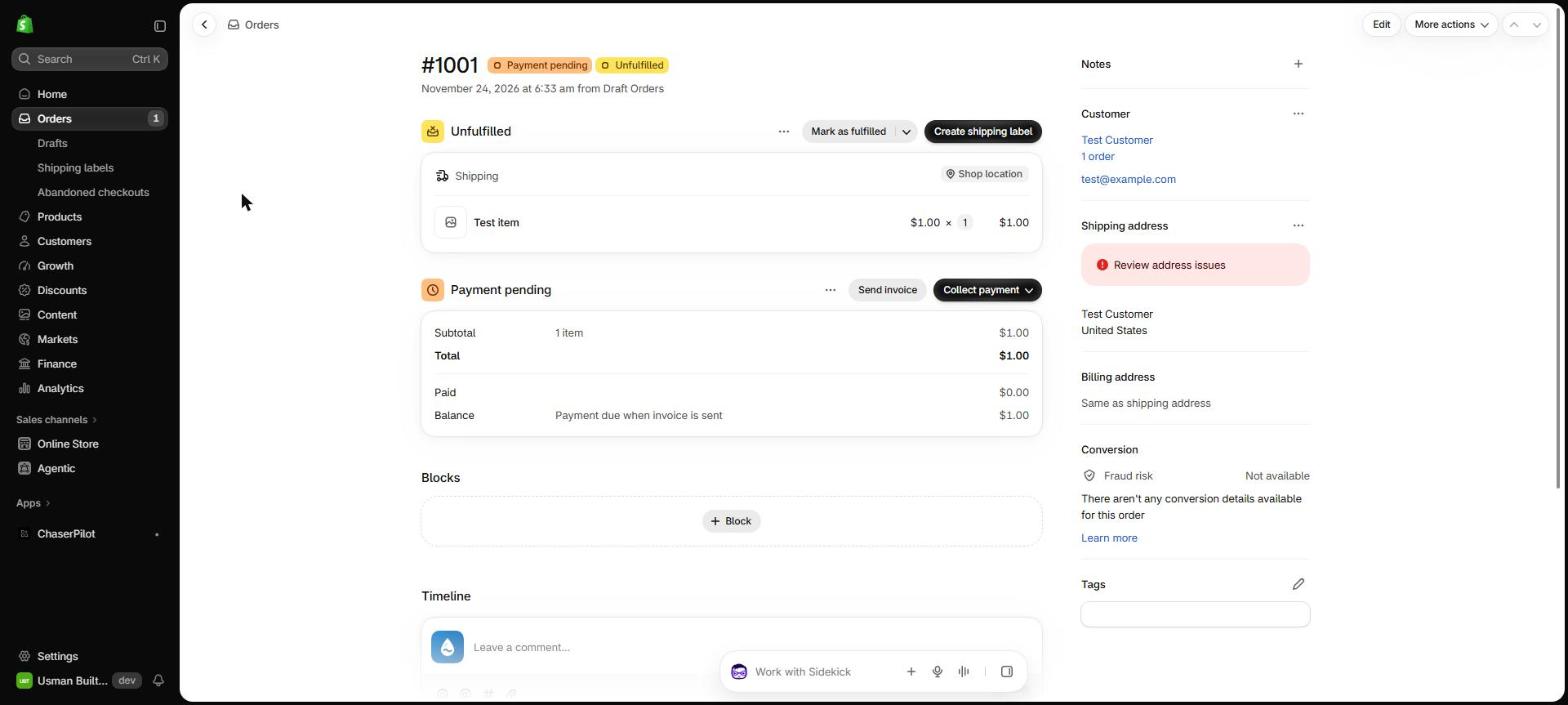 Search
Ctrl K
Home
Orders
1
Drafts
Shipping labels
Abandoned checkouts
Products
Customers
Growth
Discounts
Content
Markets
Finance
Analytics
Sales channels
Online Store
Agentic
Apps
ChaserPilot
Settings
Usman Built...
dev
Orders
Edit
More actions
#1001
Payment pending
Unfulfilled
November 24, 2026 at 6:33 am from Draft Orders
Unfulfilled
Mark as fulfilled
Create shipping label
Shipping
Shop location
Test item
$1.00 × 1 $1.00
Payment pending
Send invoice
Collect payment
Subtotal 1 item $1.00
Total $1.00
Paid $0.00
Balance Payment due when invoice is sent $1.00
Blocks
+ Block
Timeline
Leave a comment...
Work with Sidekick
Notes
Customer
Test Customer
1 order
test@example.com
Shipping address
Review address issues
Test Customer
United States
Billing address
Same as shipping address
Conversion
Fraud risk Not available
There aren't any conversion details available
for this order
Learn more
Tags